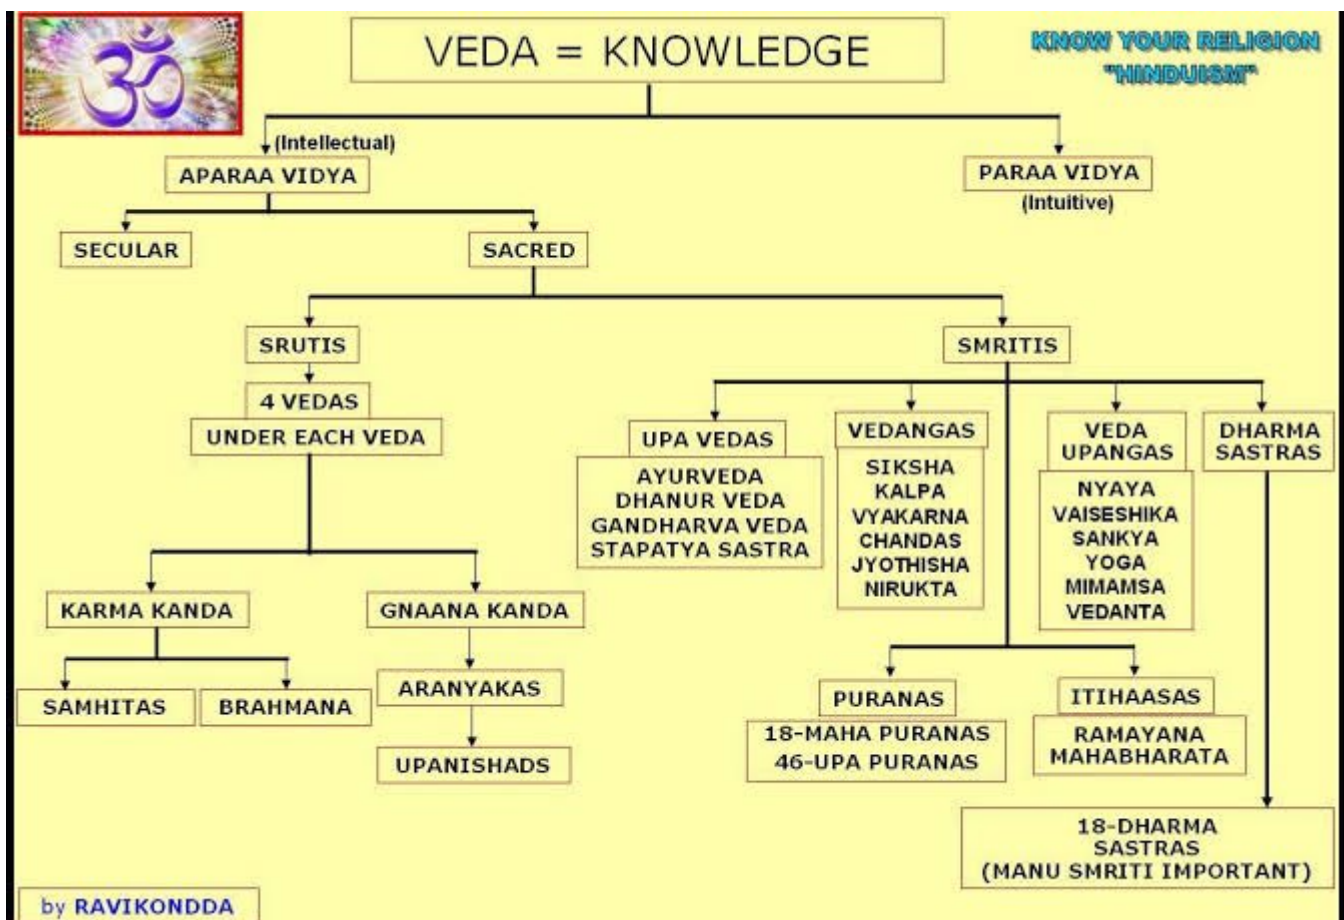 ॐ
VEDA = KNOWLEDGE
KNOW YOUR RELIGION
"HINDUISM"
(Intellectual)
APARAA VIDYA
PARAA VIDYA
(Intuitive)
SECULAR
SACRED
SRUTIS
SMRITIS
4 VEDAS
UNDER EACH VEDA
UPA VEDAS
AYURVEDA
DHANUR VEDA
GANDHARVA VEDA
STAPATYA SASTRA
VEDANGAS
SIKSHA
KALPA
VYAKARNA
CHANDAS
JYOTHISHA
NIRUKTA
VEDA
UPANGAS
NYAYA
VAISESHIKA
SANKYA
YOGA
MIMAMSA
VEDANTA
DHARMA
SASTRAS
KARMA KANDA
GNAANA KANDA
SAMHITAS
BRAHMANA
ARANYAKAS
UPANISHADS
PURANAS
18-MAHA PURANAS
46-UPA PURANAS
ITIHAASAS
RAMAYANA
MAHABHARATA
18-DHARMA
SASTRAS
(MANU SMRITI IMPORTANT)
by RAVIKONDDA